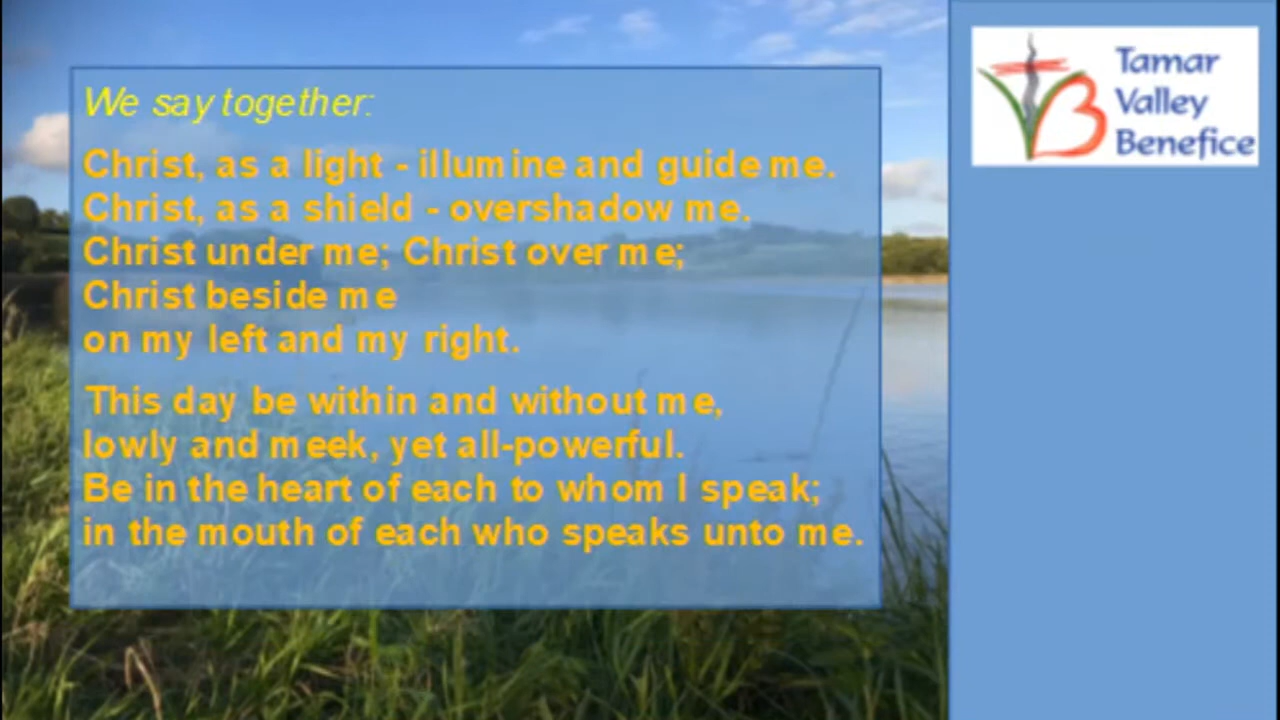 We say together:
Christ, as a light - illumine and guide me.
Christ, as a shield - overshadow me.
Christ under me; Christ over me;
Christ beside me
on my left and my right.
This day be within and without me,
lowly and meek, yet all-powerful.
Be in the heart of each to whom I speak;
in the mouth of each who speaks unto me.
Tamar
Valley
Benefice